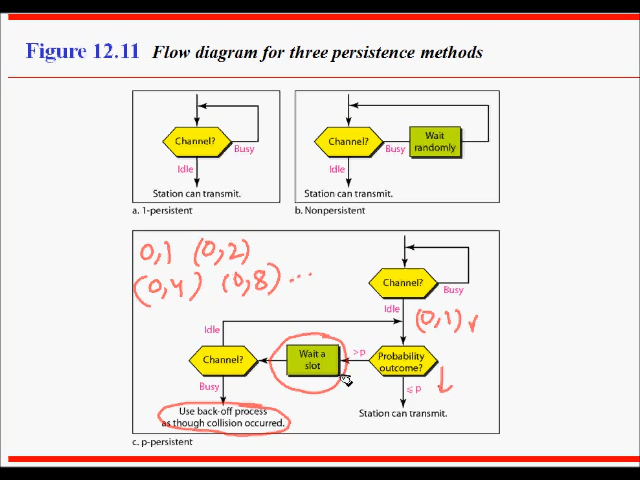 Figure 12.11 Flow diagram for three persistence methods
Channel?
Busy
Idle
Station can transmit.
a. 1-persistent
Channel?
Busy
Wait
randomly
Idle
Station can transmit.
b. Nonpersistent
0,1 (0,2)
(0,4) (0,8) ...
Channel?
Busy
Idle
(0,1)
Idle
Channel?
Wait a
slot
>p
Probability
outcome?
Busy
≤p
Use back-off process
as though collision occurred.
Station can transmit.
c. p-persistent